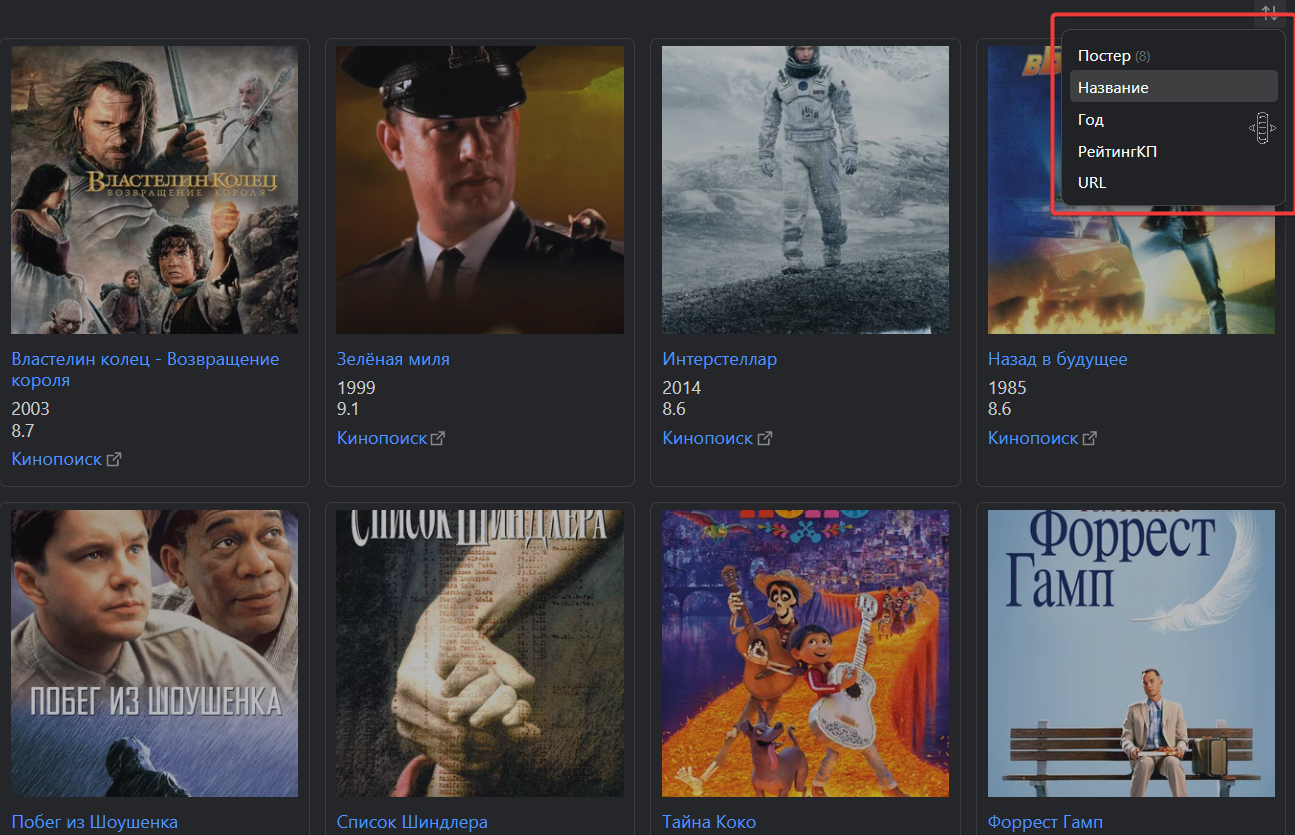 Постер (8)
Название
Год
РейтингКП
URL
ВЛАСТЕЛИН КОЛЕЦ
ВОЗВРАЩЕНИЕ КОРОЛЯ
Властелин колец - Возвращение
короля
2003
8.7
Кинопоиск
Зелёная миля
1999
9.1
Кинопоиск
Интерстеллар
2014
8.6
Кинопоиск
Назад в будущее
1985
8.6
Кинопоиск
ПОБЕГ ИЗ ШОУШЕНКА
Побег из Шоушенка
СПИСОК ШИНДЛЕРА
Список Шиндлера
Тайна Коко
Форрест
Гамп
Форрест Гамп